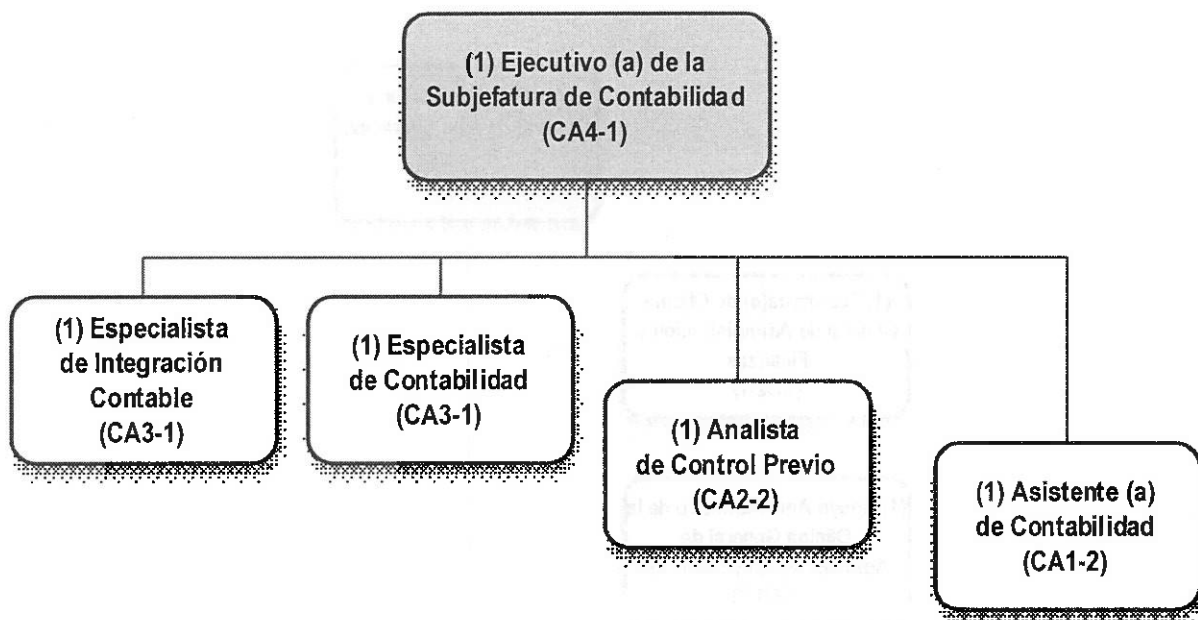 (1) Ejecutivo (a) de la
Subjefatura de Contabilidad
(CA4-1)
(1) Especialista
de Integración
Contable
(CA3-1)
(1) Especialista
de Contabilidad
(CA3-1)
(1) Analista
de Control Previo
(CA2-2)
(1) Asistente (a)
de Contabilidad
(CA1-2)